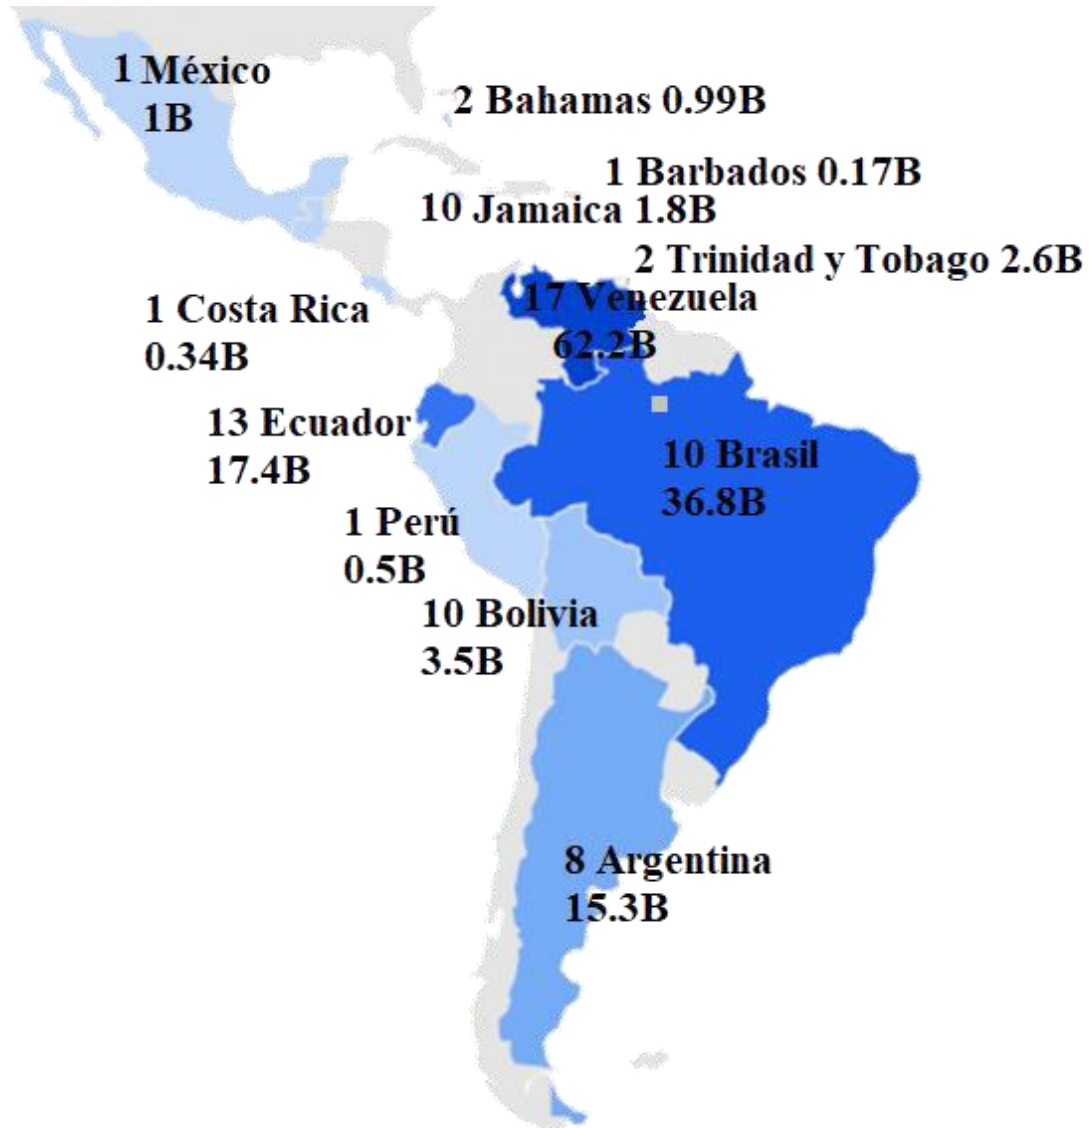 1 México
1B
2 Bahamas 0.99B
1 Barbados 0.17B
10 Jamaica 1.8B
2 Trinidad y Tobago 2.6B
17 Venezuela
62.2B
1 Costa Rica
0.34B
13 Ecuador
17.4B
10 Brasil
36.8B
1 Perú
0.5B
10 Bolivia
3.5B
8 Argentina
15.3B